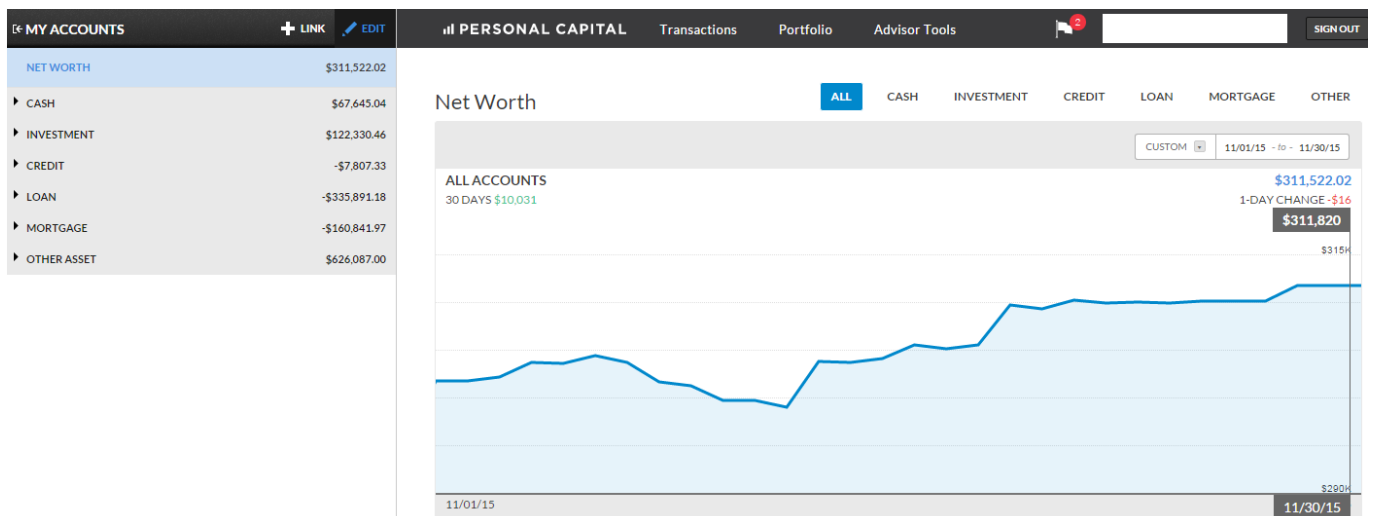 MY ACCOUNTS LINK EDIT
NET WORTH $311,522.02
CASH $67,645.04
INVESTMENT $122,330.46
CREDIT -$7,807.33
LOAN -$335,891.18
MORTGAGE -$160,841.97
OTHER ASSET $626,087.00
PERSONAL CAPITAL Transactions Portfolio Advisor Tools 2 SIGN OUT
Net Worth ALL CASH INVESTMENT CREDIT LOAN MORTGAGE OTHER
CUSTOM 11/01/15 - to - 11/30/15
ALL ACCOUNTS $311,522.02
30 DAYS $10,031 1-DAY CHANGE -$16
$311,820
$315K
$290K
11/01/15 11/30/15